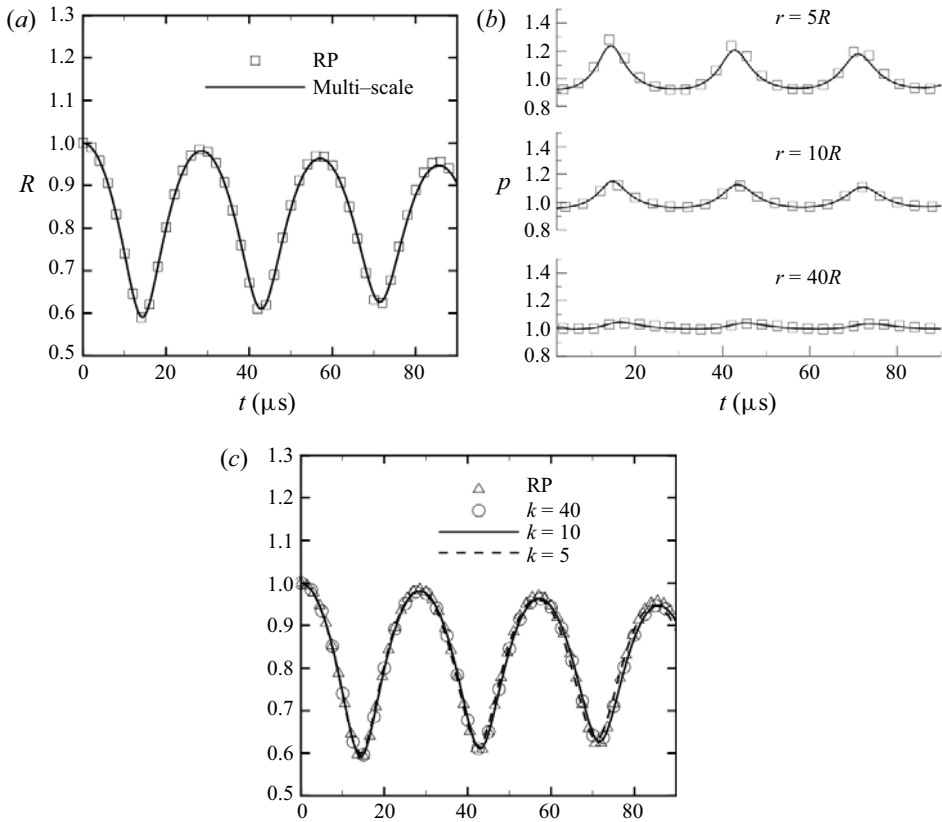 (a)
1.3
1.2
1.1
1.0
R
0.9
0.8
0.7
0.6
0.5
RP
Multi–scale
0 20 40 60 80
t (μs)
(b)
r = 5R
1.4
1.2
1.0
0.8
r = 10R
p
1.4
1.2
1.0
0.8
r = 40R
1.4
1.2
1.0
0.8
20 40 60 80
t (μs)
(c)
1.3
1.2
1.1
1.0
0.9
0.8
0.7
0.6
0.5
RP
k = 40
k = 10
k = 5
0 20 40 60 80